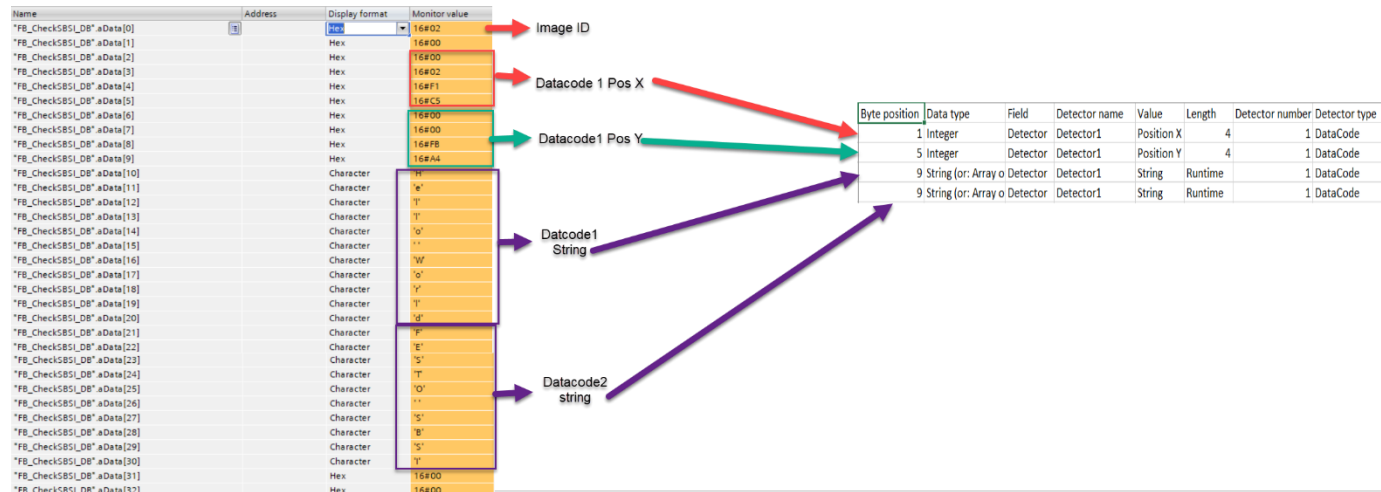 Name Address Display format Monitor value
"FB_CheckSBSI_DB".aData[0] Hex 16#02
"FB_CheckSBSI_DB".aData[1] Hex 16#00
"FB_CheckSBSI_DB".aData[2] Hex 16#00
"FB_CheckSBSI_DB".aData[3] Hex 16#02
"FB_CheckSBSI_DB".aData[4] Hex 16#F1
"FB_CheckSBSI_DB".aData[5] Hex 16#C5
"FB_CheckSBSI_DB".aData[6] Hex 16#00
"FB_CheckSBSI_DB".aData[7] Hex 16#00
"FB_CheckSBSI_DB".aData[8] Hex 16#FB
"FB_CheckSBSI_DB".aData[9] Hex 16#A4
"FB_CheckSBSI_DB".aData[10] Character 'H'
"FB_CheckSBSI_DB".aData[11] Character 'e'
"FB_CheckSBSI_DB".aData[12] Character 'l'
"FB_CheckSBSI_DB".aData[13] Character 'l'
"FB_CheckSBSI_DB".aData[14] Character 'o'
"FB_CheckSBSI_DB".aData[15] Character ' '
"FB_CheckSBSI_DB".aData[16] Character 'W'
"FB_CheckSBSI_DB".aData[17] Character 'o'
"FB_CheckSBSI_DB".aData[18] Character 'r'
"FB_CheckSBSI_DB".aData[19] Character 'l'
"FB_CheckSBSI_DB".aData[20] Character 'd'
"FB_CheckSBSI_DB".aData[21] Character 'F'
"FB_CheckSBSI_DB".aData[22] Character 'E'
"FB_CheckSBSI_DB".aData[23] Character 'S'
"FB_CheckSBSI_DB".aData[24] Character 'T'
"FB_CheckSBSI_DB".aData[25] Character 'O'
"FB_CheckSBSI_DB".aData[26] Character ' '
"FB_CheckSBSI_DB".aData[27] Character 'S'
"FB_CheckSBSI_DB".aData[28] Character 'B'
"FB_CheckSBSI_DB".aData[29] Character 'S'
"FB_CheckSBSI_DB".aData[30] Character 'I'
"FB_CheckSBSI_DB".aData[31] Hex 16#00
"FB_CheckSBSI_DB".aData[32] Hex 16#00
Image ID
Datacode 1 Pos X
Datacode1 Pos Y
Datcode1
String
Datacode2
string
Byte position Data type Field Detector name Value Length Detector number Detector type
1 Integer Detector Detector1 Position X 4 1 DataCode
5 Integer Detector Detector1 Position Y 4 1 DataCode
9 String (or: Array o Detector Detector1 String Runtime 1 DataCode
9 String (or: Array o Detector Detector1 String Runtime 1 DataCode